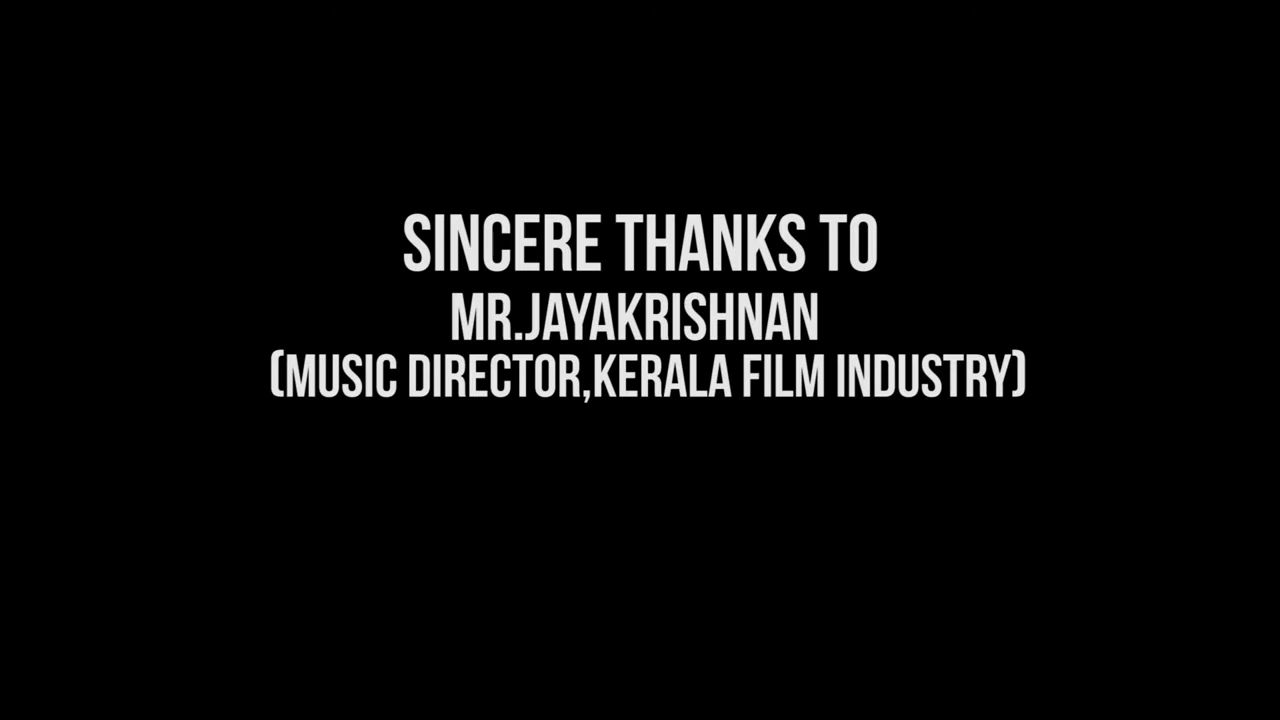 SINCERE THANKS TO
MR.JAYAKRISHNAN
(MUSIC DIRECTOR,KERALA FILM INDUSTRY)